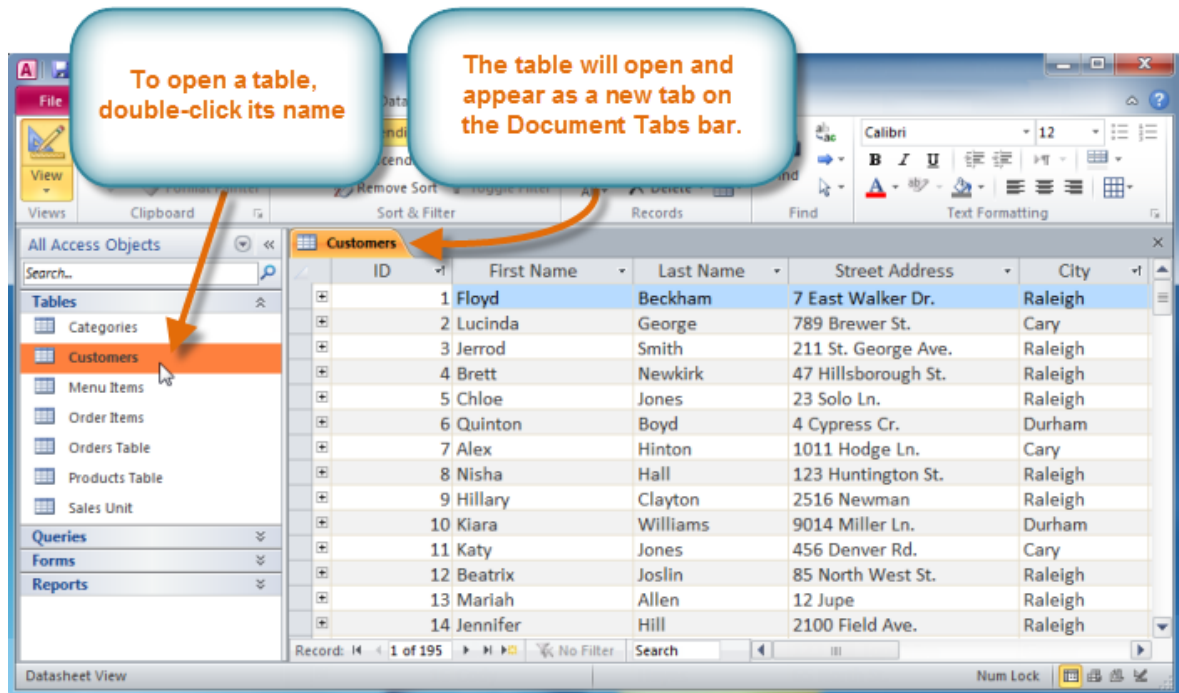 To open a table,
double-click its name
The table will open and
appear as a new tab on
the Document Tabs bar.
File
View
Remove Sort
Toggle Filter
Delete
Calibri
12
B I U
Views
Clipboard
Sort & Filter
Records
Find
Text Formatting
All Access Objects
Search...
Tables
Categories
Customers
Menu Items
Order Items
Orders Table
Products Table
Sales Unit
Queries
Forms
Reports
Customers
ID First Name Last Name Street Address City
1 Floyd Beckham 7 East Walker Dr. Raleigh
2 Lucinda George 789 Brewer St. Cary
3 Jerrod Smith 211 St. George Ave. Raleigh
4 Brett Newkirk 47 Hillsborough St. Raleigh
5 Chloe Jones 23 Solo Ln. Raleigh
6 Quinton Boyd 4 Cypress Cr. Durham
7 Alex Hinton 1011 Hodge Ln. Cary
8 Nisha Hall 123 Huntington St. Raleigh
9 Hillary Clayton 2516 Newman Raleigh
10 Kiara Williams 9014 Miller Ln. Durham
11 Katy Jones 456 Denver Rd. Cary
12 Beatrix Joslin 85 North West St. Raleigh
13 Mariah Allen 12 Jupe Raleigh
14 Jennifer Hill 2100 Field Ave. Raleigh
Record: 1 of 195 No Filter Search
Datasheet View Num Lock